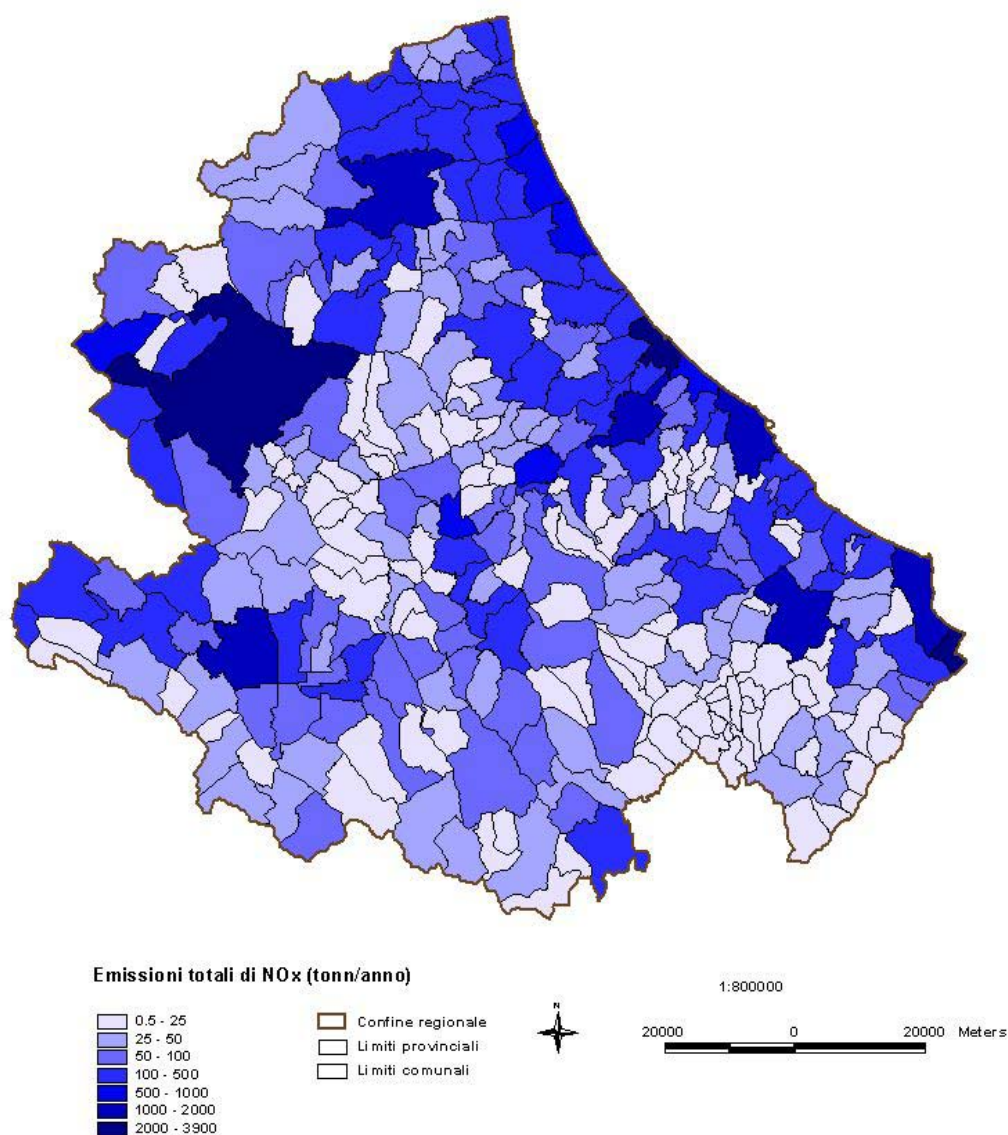 Emissioni totali di NOx (tonn/anno)
0.5 - 25
25 - 50
50 - 100
100 - 500
500 - 1000
1000 - 2000
2000 - 3900
Confine regionale
Limiti provinciali
Limiti comunali
N
1:800000
20000 0 20000 Meters